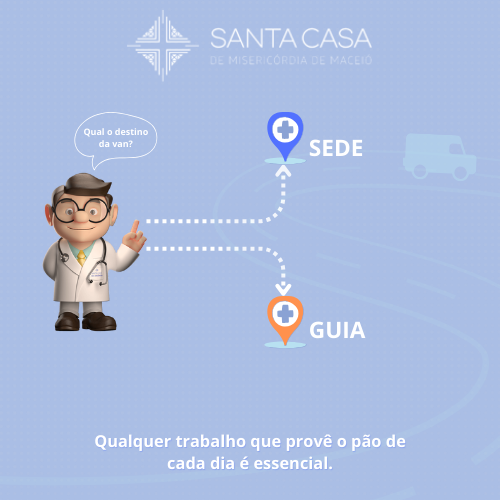 SANTA CASA
DE MISERICÓRDIA DE MACEIÓ
Qual o destino
da van?
SEDE
GUIA
Qualquer trabalho que provê o pão de
cada dia é essencial.